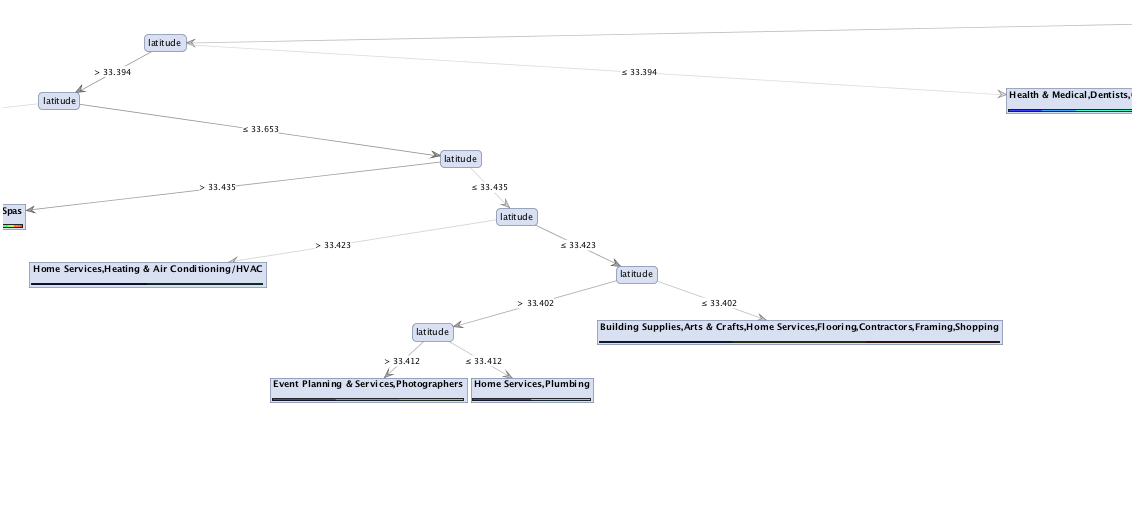 latitude
> 33.394
≤ 33.394
Health & Medical,Dentists,
latitude
≤ 33.653
latitude
> 33.435
≤ 33.435
Spas
latitude
> 33.423
≤ 33.423
Home Services,Heating & Air Conditioning/HVAC
latitude
> 33.402
≤ 33.402
latitude
Building Supplies,Arts & Crafts,Home Services,Flooring,Contractors,Framing,Shopping
> 33.412
≤ 33.412
Event Planning & Services,Photographers
Home Services,Plumbing